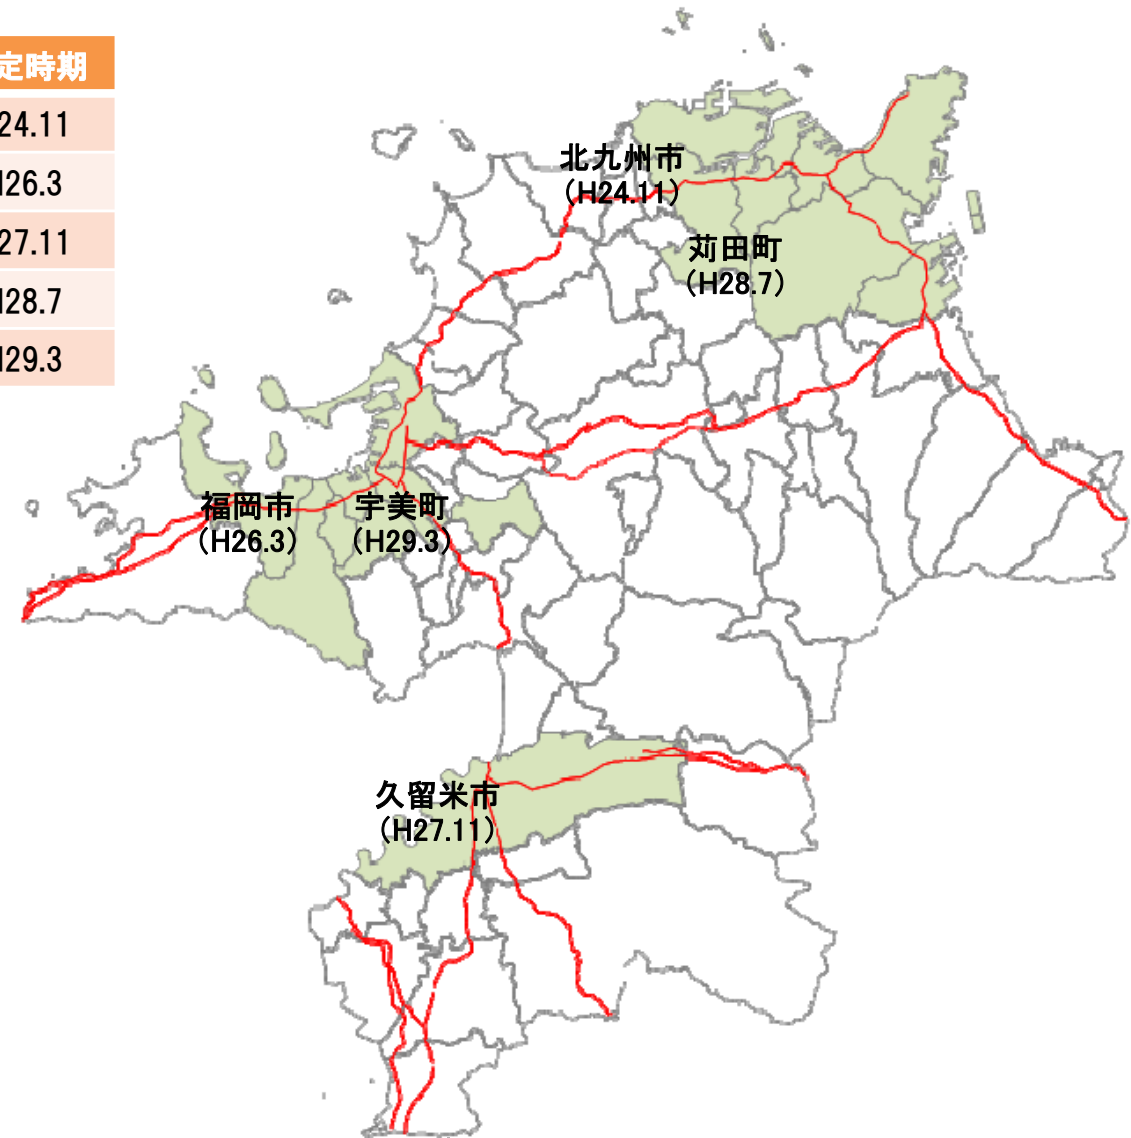 定時期
24.11
H26.3
27.11
H28.7
H29.3
北九州市
(H24.11)
苅田町
(H28.7)
福岡市
(H26.3)
宇美町
(H29.3)
久留米市
(H27.11)